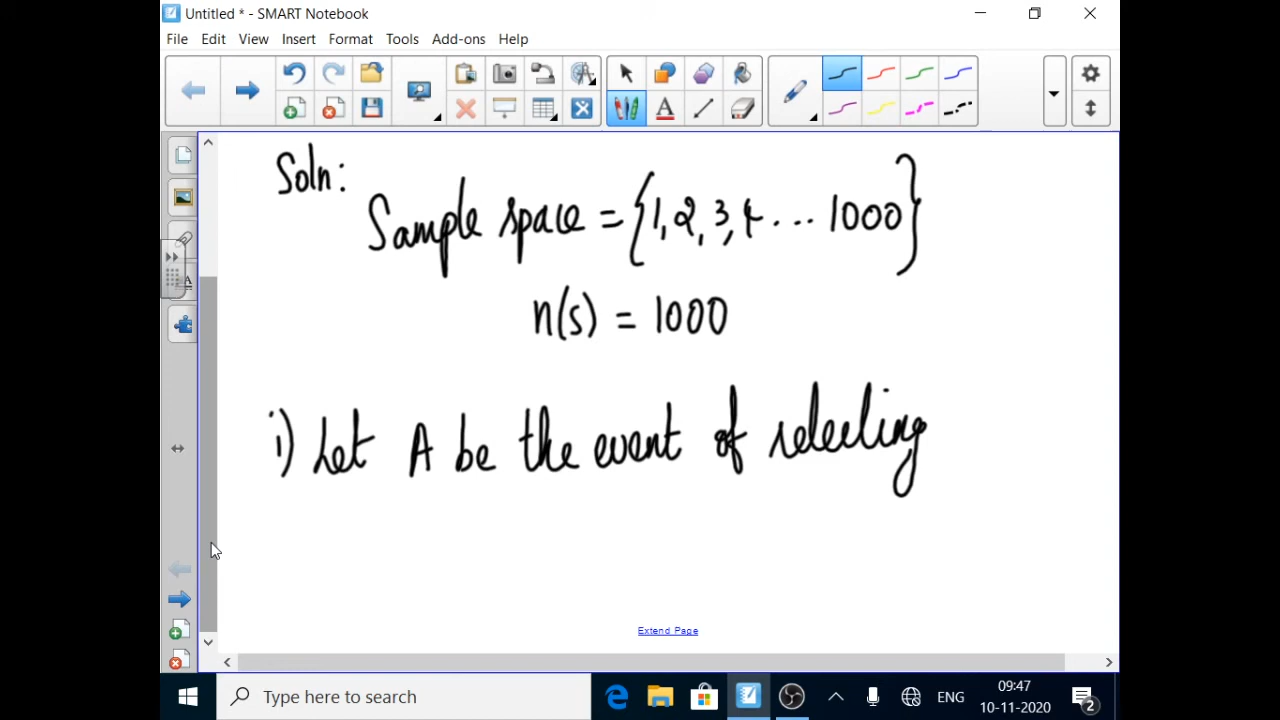 Untitled * - SMART Notebook
File Edit View Insert Format Tools Add-ons Help
Soln:
Sample space = {1, 2, 3, 4 ... 1000}
n(s) = 1000
i) Let A be the event of selecting
Extend Page
Type here to search
ENG
09:47
10-11-2020
2